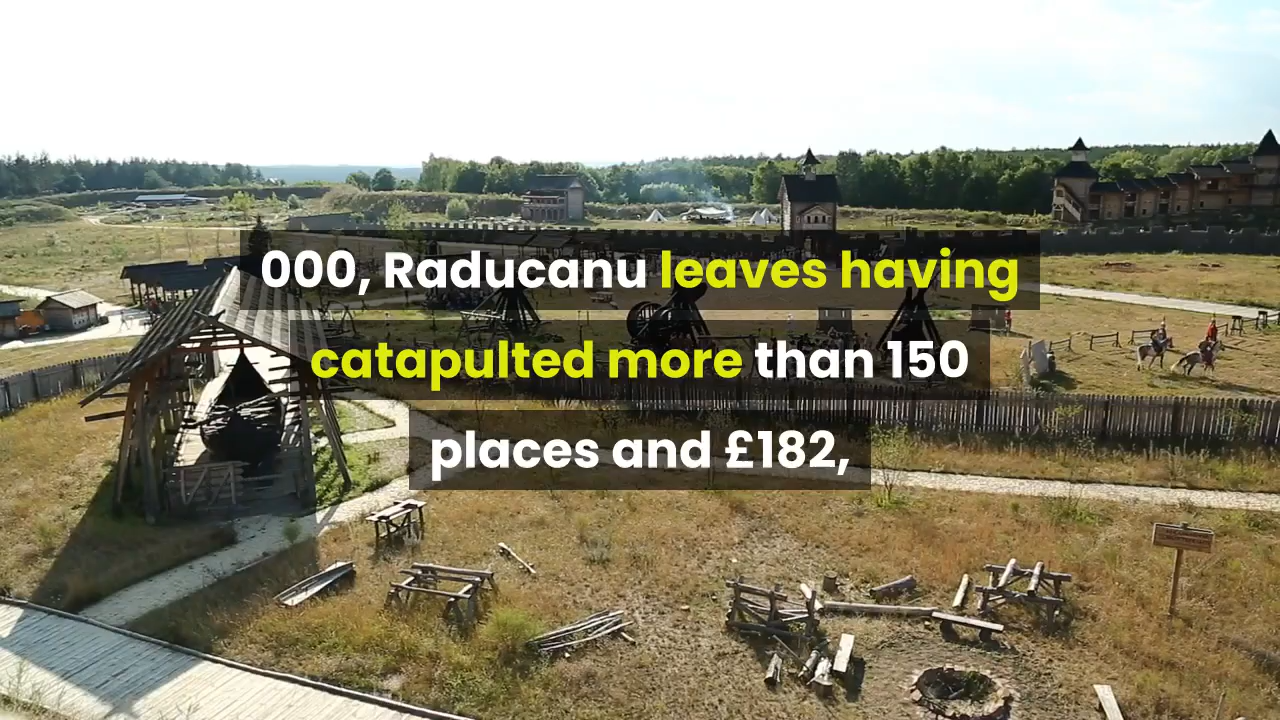 000, Raducanu leaves having
catapulted more than 150
places and £182,